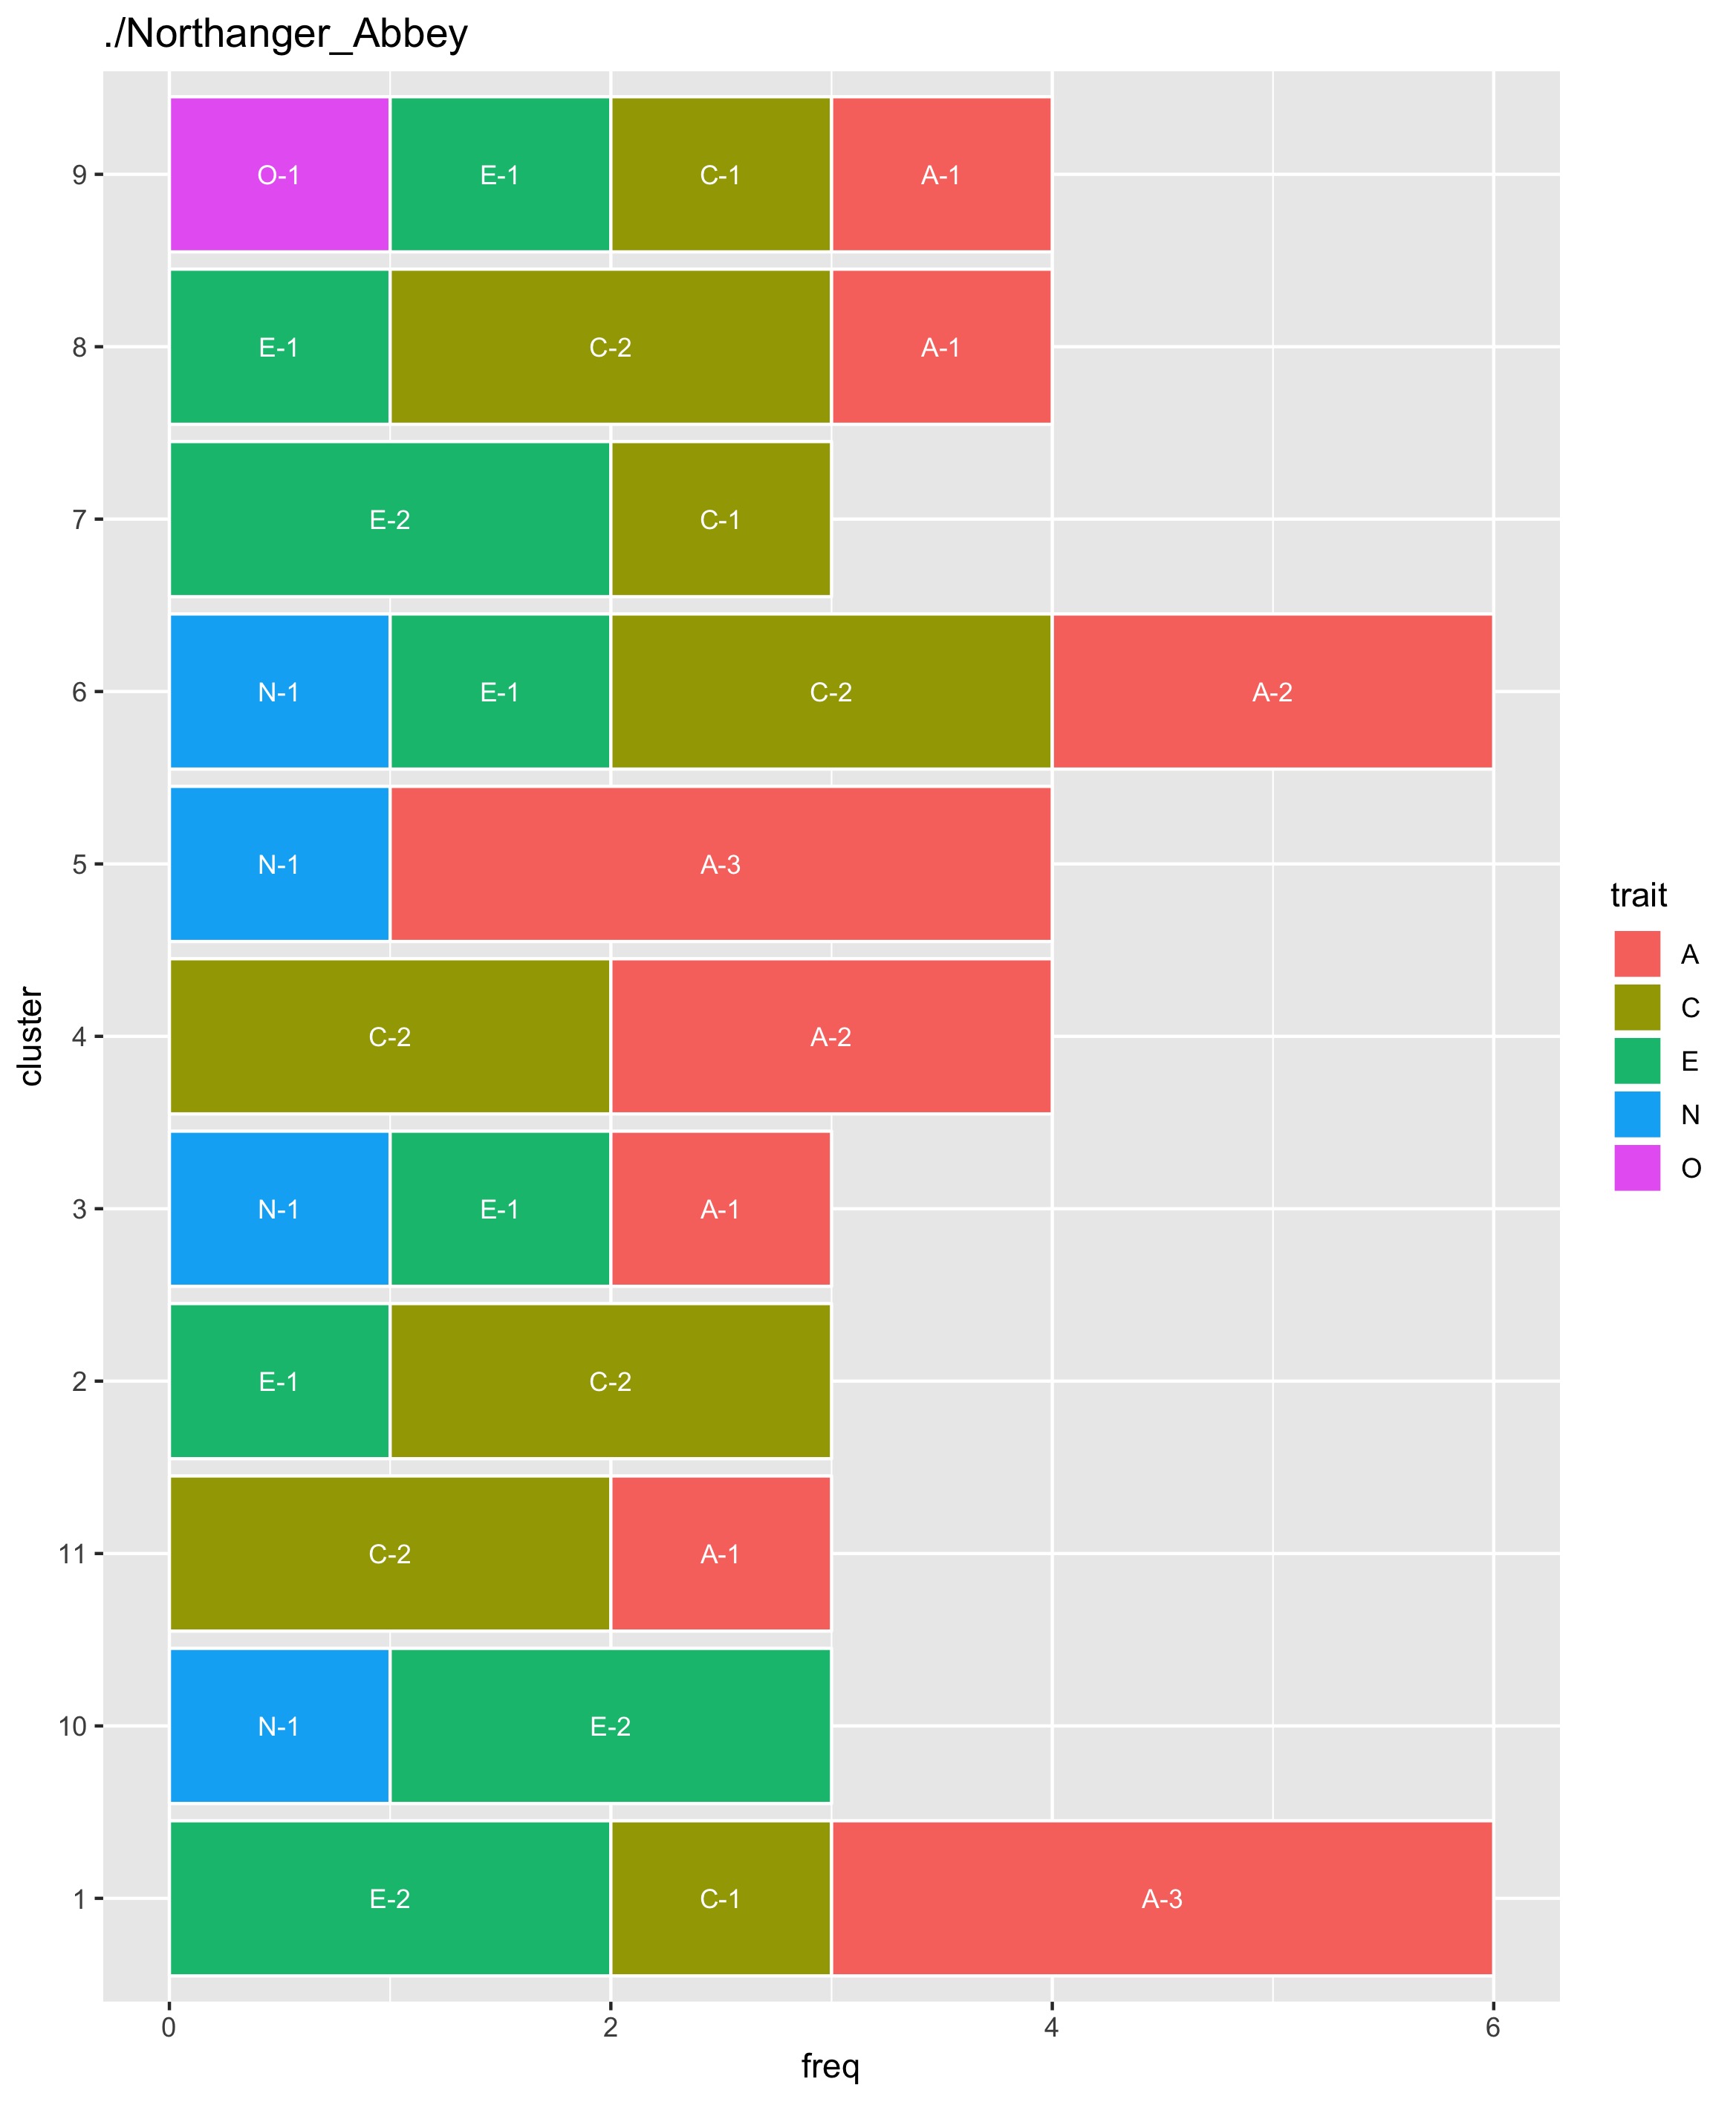 ./Northanger_Abbey
9
O-1 E-1 C-1 A-1
8
E-1 C-2 A-1
7
E-2 C-1
6
N-1 E-1 C-2 A-2
5
N-1 A-3
4
C-2 A-2
3
N-1 E-1 A-1
2
E-1 C-2
11
C-2 A-1
10
N-1 E-2
1
E-2 C-1 A-3
0 2 4 6
freq
cluster
trait
A
C
E
N
O